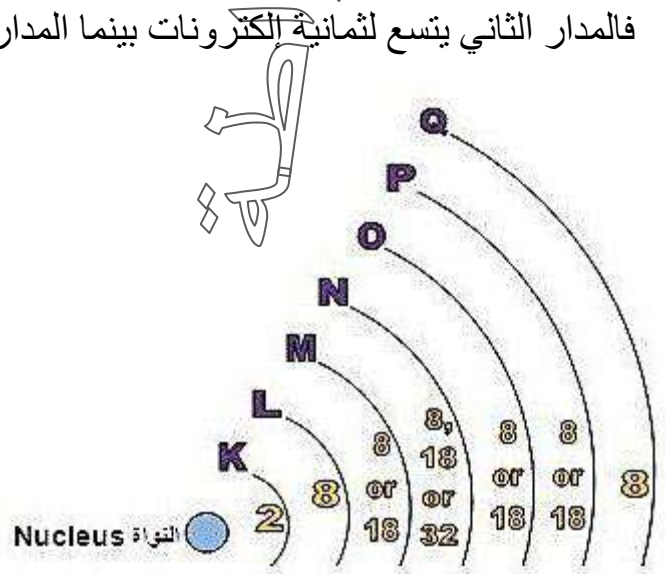 فالمدار الثاني يتسع لثمانية إلكترونات بينما المدار
Q
P
O
N
M
L
K
2
8
8 or 18
8, 18 or 32
8 or 18
8 or 18
8
Nucleus النواة